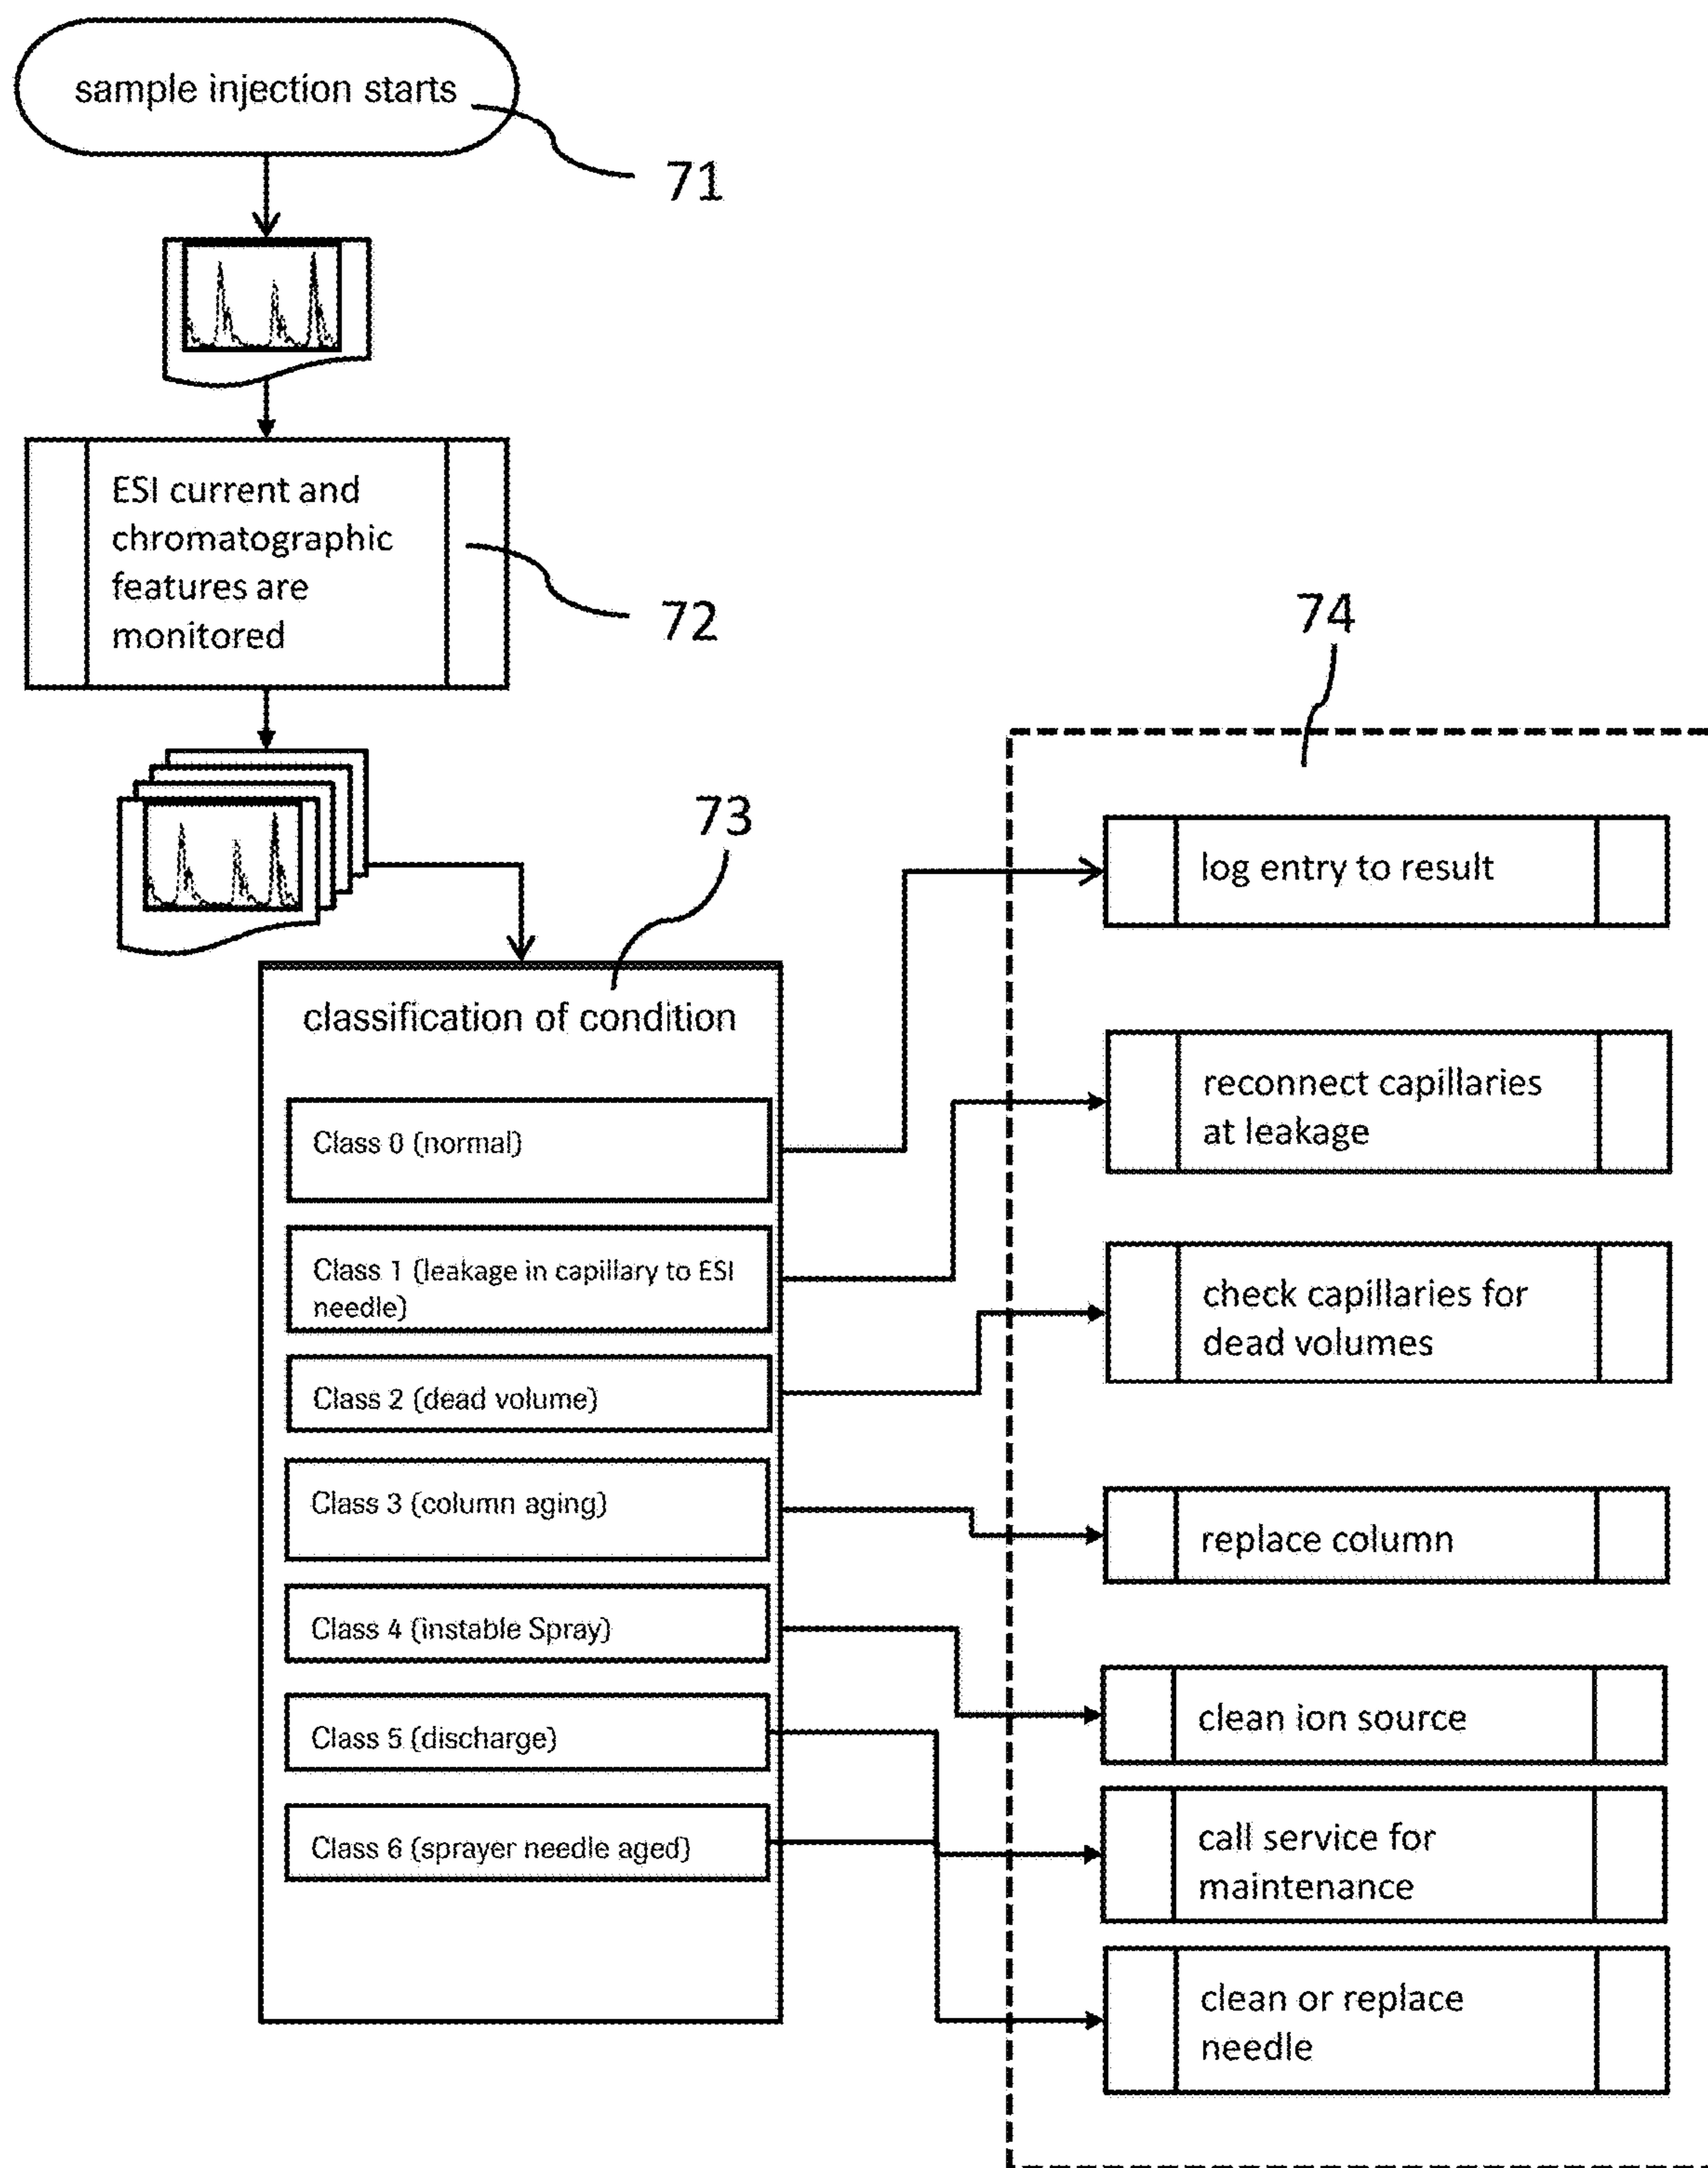 sample injection starts
71
ESI current and
chromatographic
features are
monitored
72
73
classification of condition
Class 0 (normal)
Class 1 (leakage in capillary to ESI
needle)
Class 2 (dead volume)
Class 3 (column aging)
Class 4 (instable Spray)
Class 5 (discharge)
Class 6 (sprayer needle aged)
74
log entry to result
reconnect capillaries
at leakage
check capillaries for
dead volumes
replace column
clean ion source
call service for
maintenance
clean or replace
needle